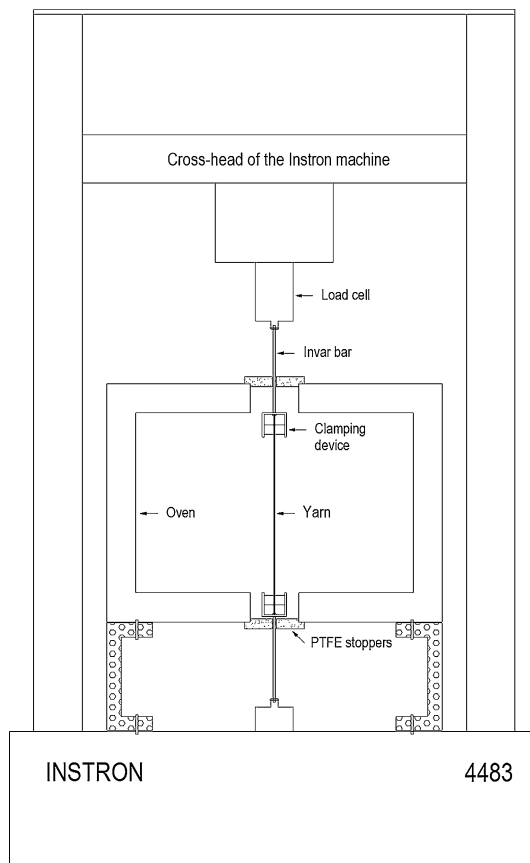 Cross-head of the Instron machine
Load cell
Invar bar
Clamping
device
Oven
Yarn
PTFE stoppers
INSTRON 4483